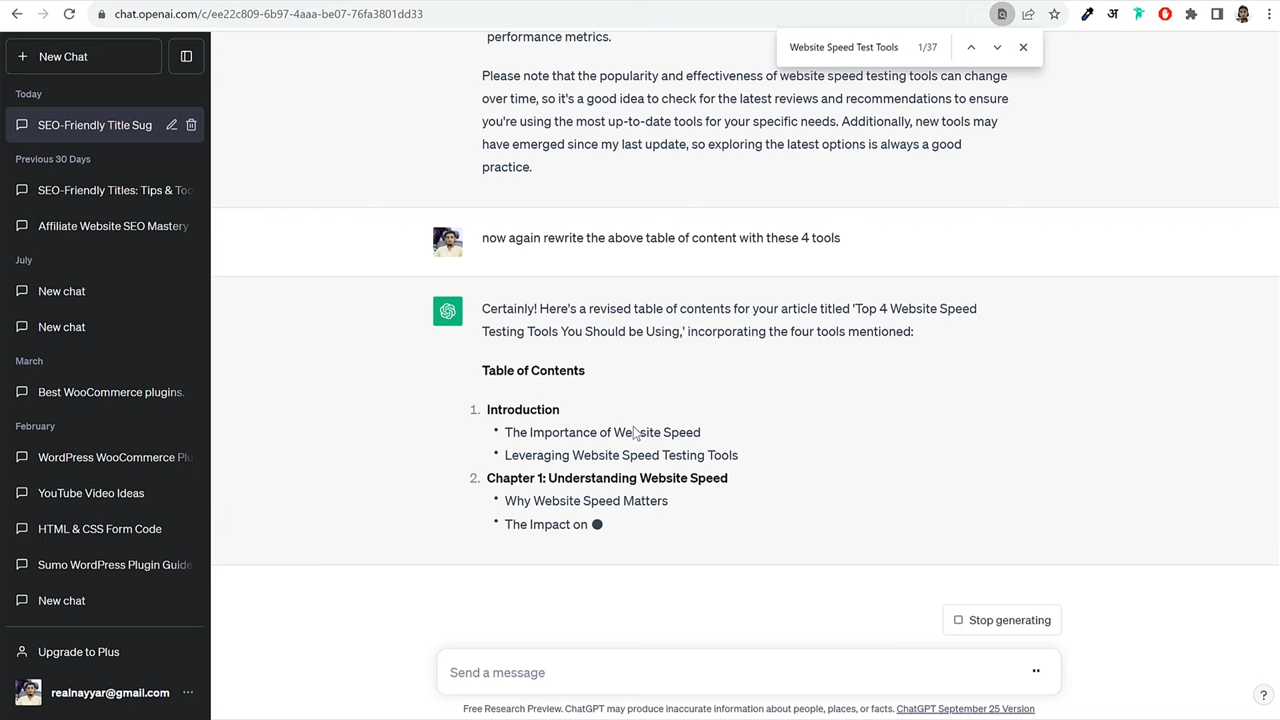 chat.openai.com/c/ee22c809-6b97-4aaa-be07-76fa3801dd33
अ
Website Speed Test Tools 1/37
New Chat
Today
SEO-Friendly Title Sug
Previous 30 Days
SEO-Friendly Titles: Tips & Too
Affiliate Website SEO Mastery
July
New chat
New chat
March
Best WooCommerce plugins.
February
WordPress WooCommerce Plu
YouTube Video Ideas
HTML & CSS Form Code
Sumo WordPress Plugin Guide
New chat
Upgrade to Plus
realnayyar@gmail.com
performance metrics.
Please note that the popularity and effectiveness of website speed testing tools can change
over time, so it's a good idea to check for the latest reviews and recommendations to ensure
you're using the most up-to-date tools for your specific needs. Additionally, new tools may
have emerged since my last update, so exploring the latest options is always a good
practice.
now again rewrite the above table of content with these 4 tools
Certainly! Here's a revised table of contents for your article titled 'Top 4 Website Speed
Testing Tools You Should be Using,' incorporating the four tools mentioned:
Table of Contents
1. Introduction
• The Importance of Website Speed
• Leveraging Website Speed Testing Tools
2. Chapter 1: Understanding Website Speed
• Why Website Speed Matters
• The Impact on
Stop generating
Send a message
Free Research Preview. ChatGPT may produce inaccurate information about people, places, or facts. ChatGPT September 25 Version
?